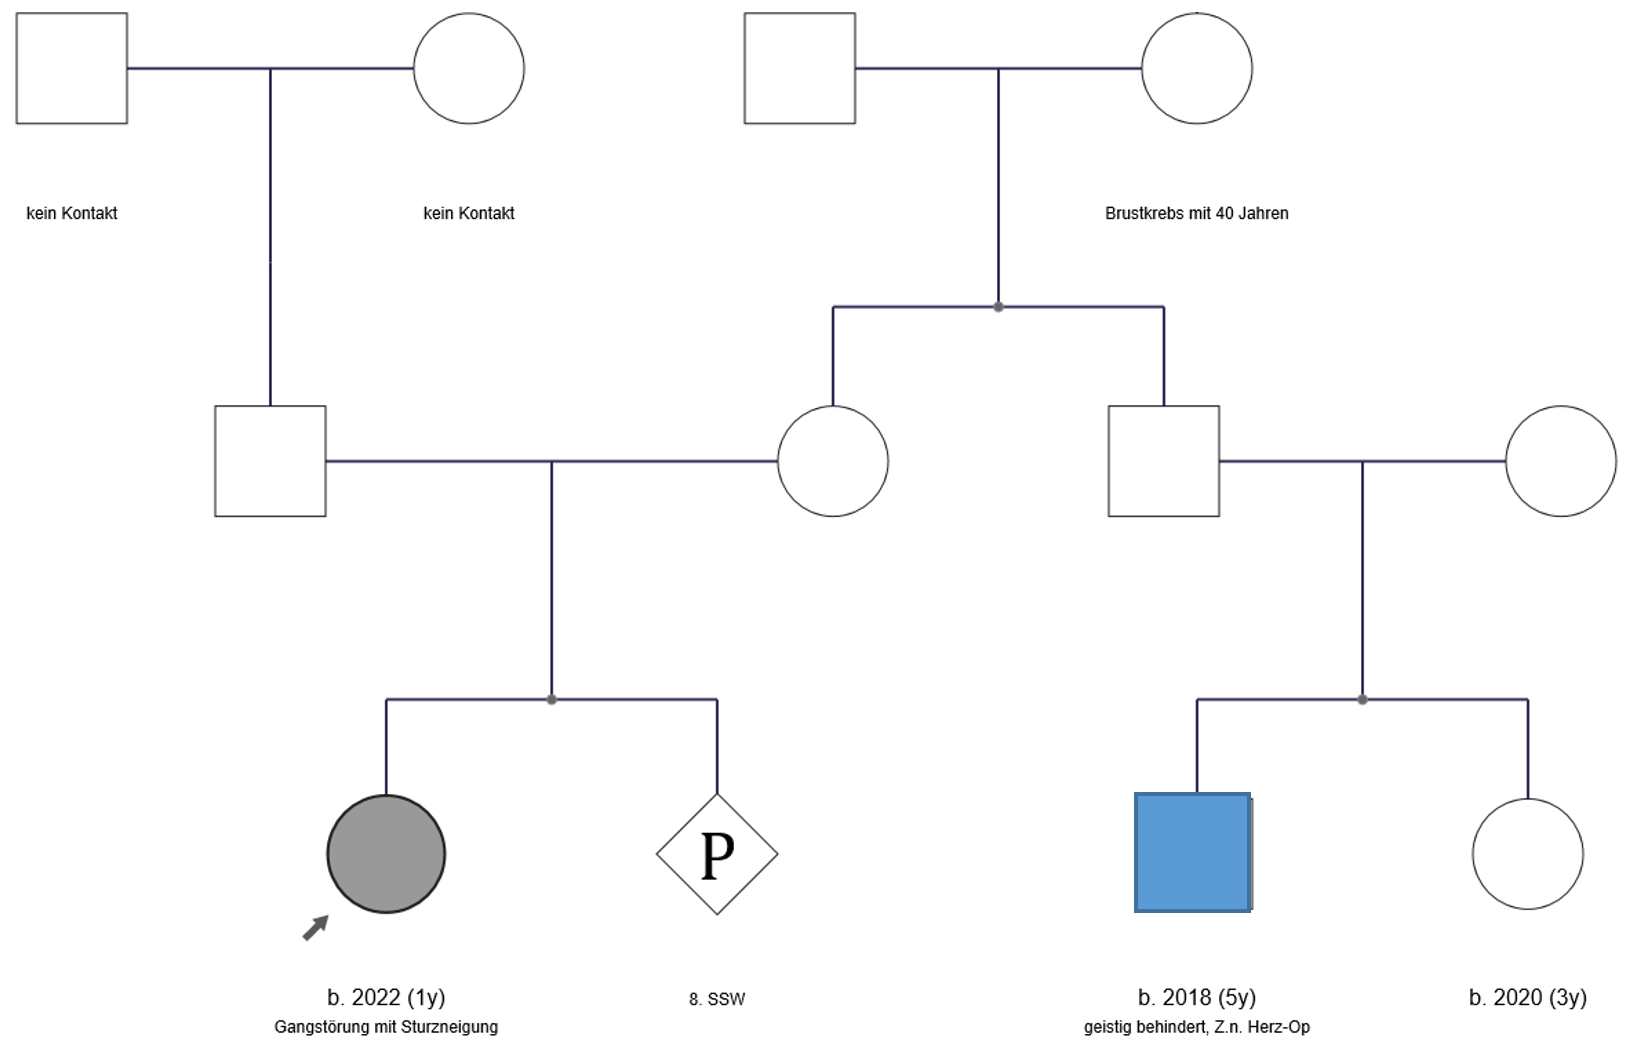 kein Kontakt
kein Kontakt
Brustkrebs mit 40 Jahren
P
b. 2022 (1y)
Gangstörung mit Sturzneigung
8. SSW
b. 2018 (5y)
geistig behindert, Z.n. Herz-Op
b. 2020 (3y)